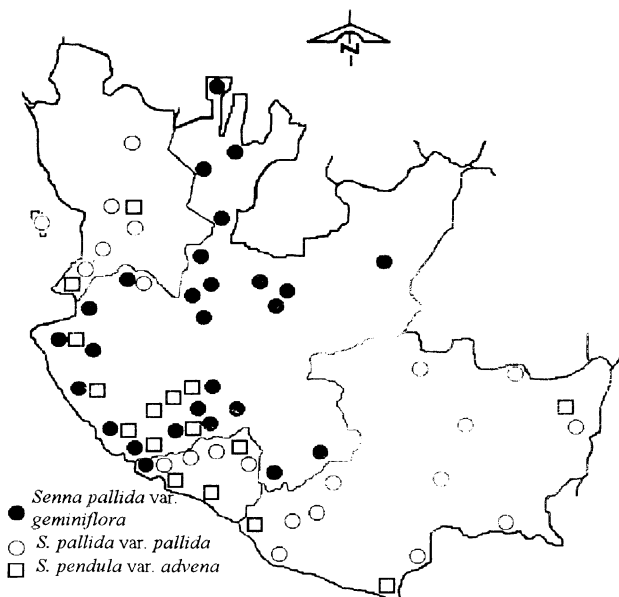 N
Senna pallida var.
geminiflora
S. pallida var. pallida
S. pendula var. advena